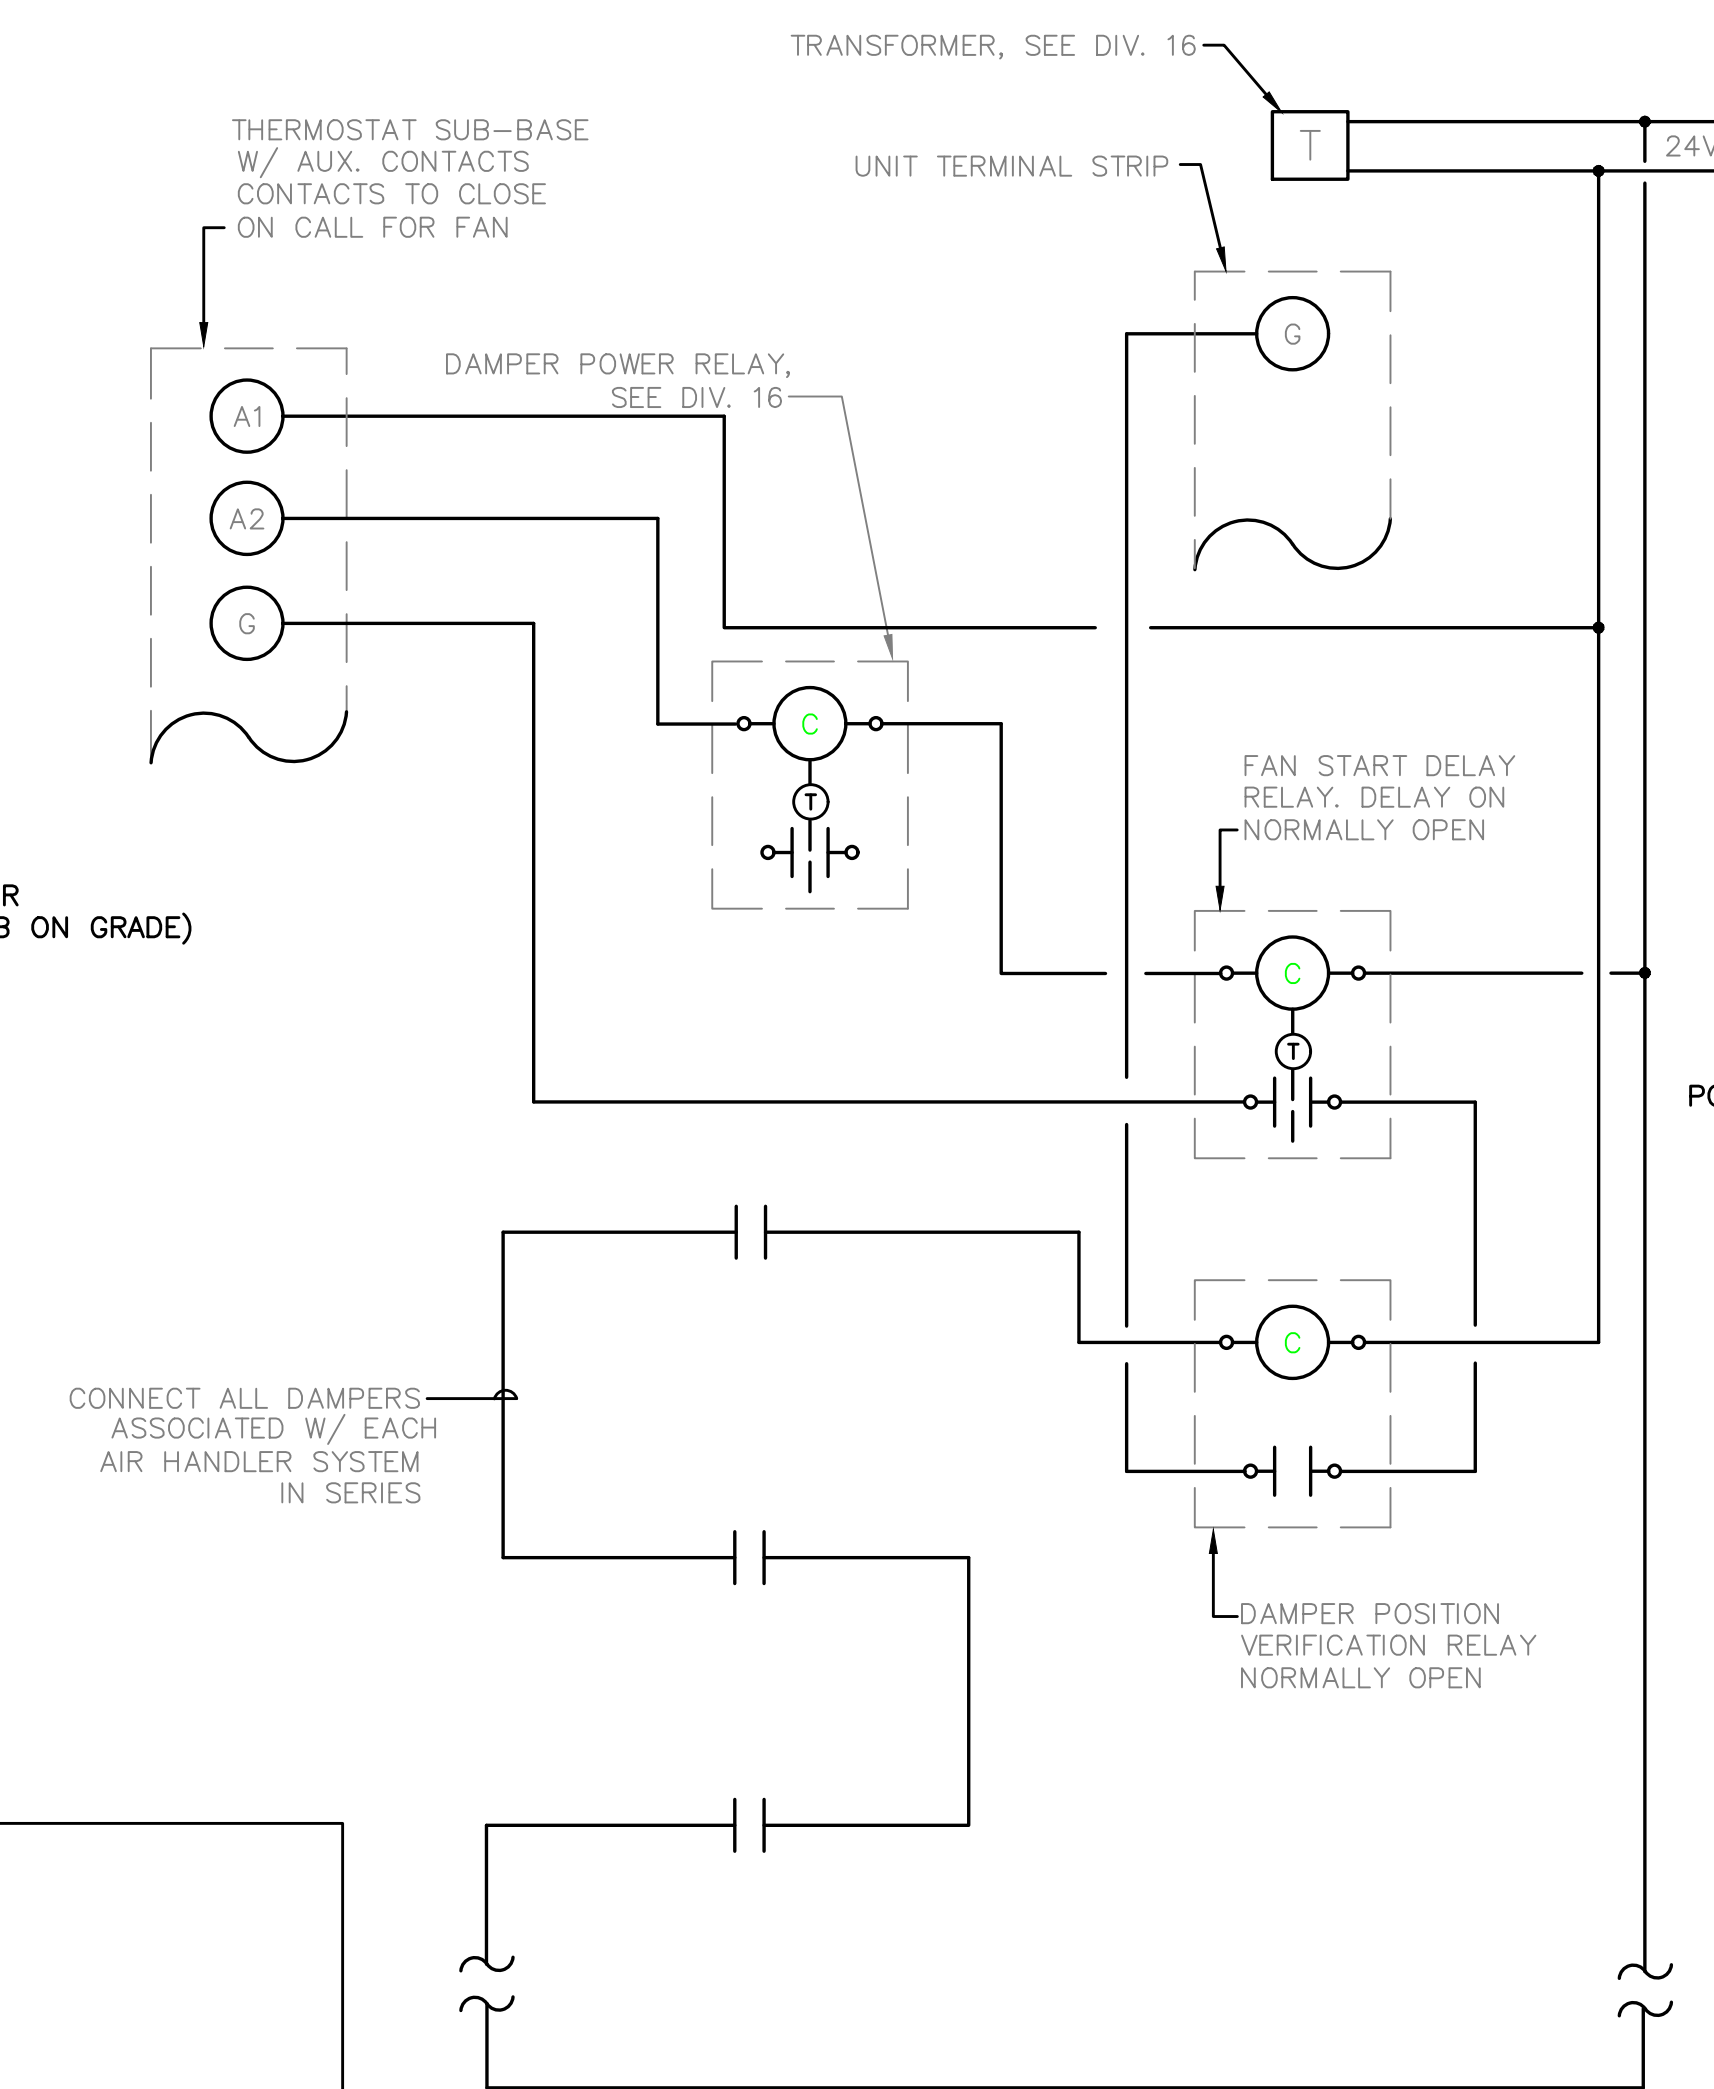 TRANSFORMER, SEE DIV. 16
T
24V
THERMOSTAT SUB-BASE
W/ AUX. CONTACTS
CONTACTS TO CLOSE
ON CALL FOR FAN
UNIT TERMINAL STRIP
G
DAMPER POWER RELAY,
SEE DIV. 16
A1
A2
G
C
T
FAN START DELAY
RELAY. DELAY ON
NORMALLY OPEN
R
B ON GRADE)
C
T
PO
C
CONNECT ALL DAMPERS
ASSOCIATED W/ EACH
AIR HANDLER SYSTEM
IN SERIES
DAMPER POSITION
VERIFICATION RELAY
NORMALLY OPEN